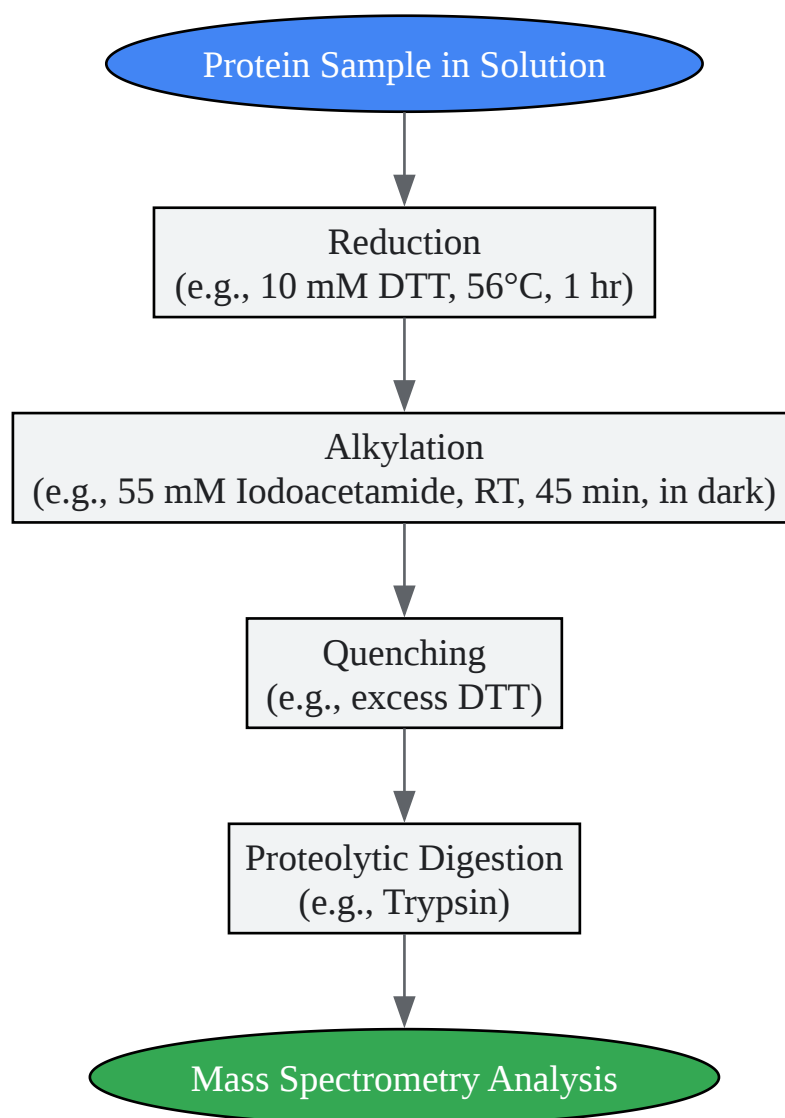 Protein Sample in Solution
Reduction
(e.g., 10 mM DTT, 56°C, 1 hr)
Alkylation
(e.g., 55 mM Iodoacetamide, RT, 45 min, in dark)
Quenching
(e.g., excess DTT)
Proteolytic Digestion
(e.g., Trypsin)
Mass Spectrometry Analysis